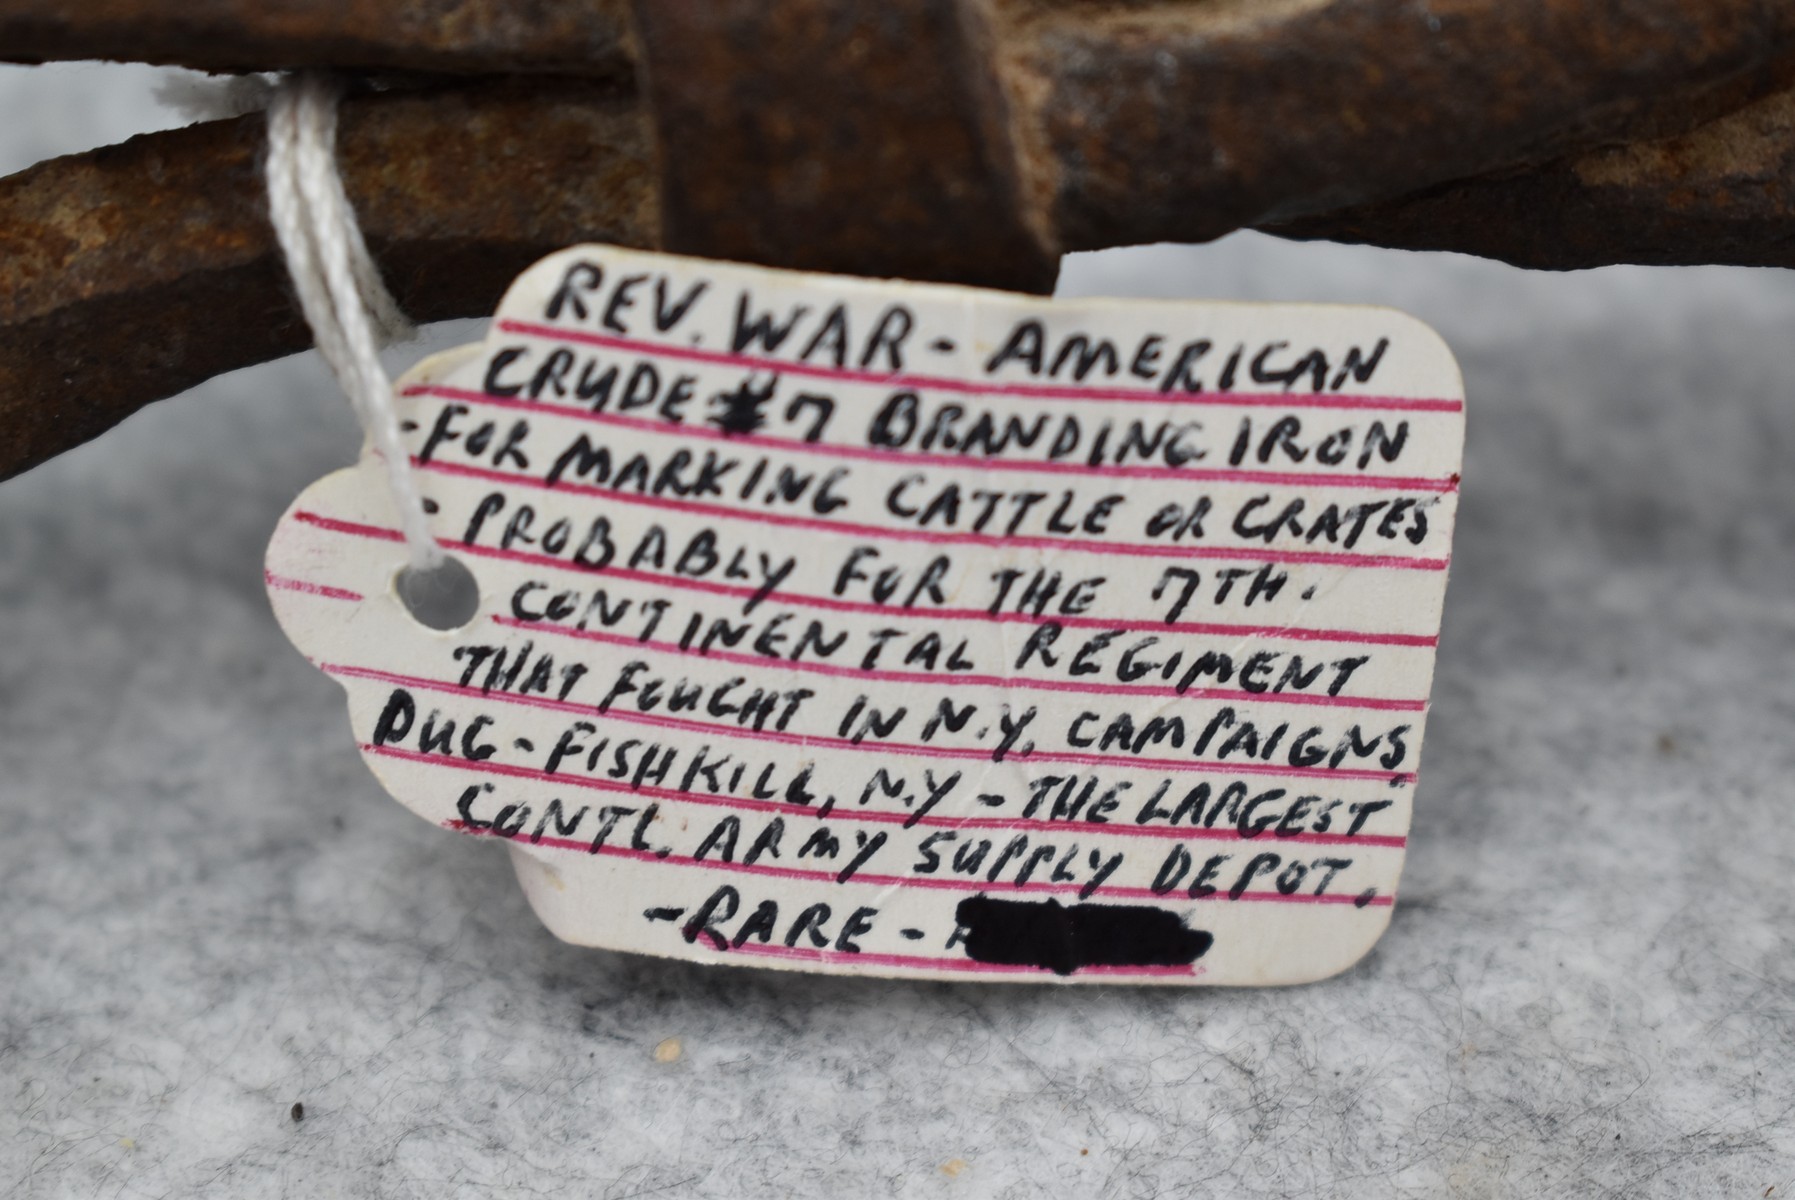 REV. WAR - AMERICAN
CRUDE #7 BRANDING IRON
- FOR MARKING CATTLE OR CRATES
- PROBABLY FOR THE 7TH.
CONTINENTAL REGIMENT
THAT FOUGHT IN N.Y. CAMPAIGNS.
DUG - FISHKILL, N.Y - THE LARGEST
CONTL. ARMY SUPPLY DEPOT.
- RARE -